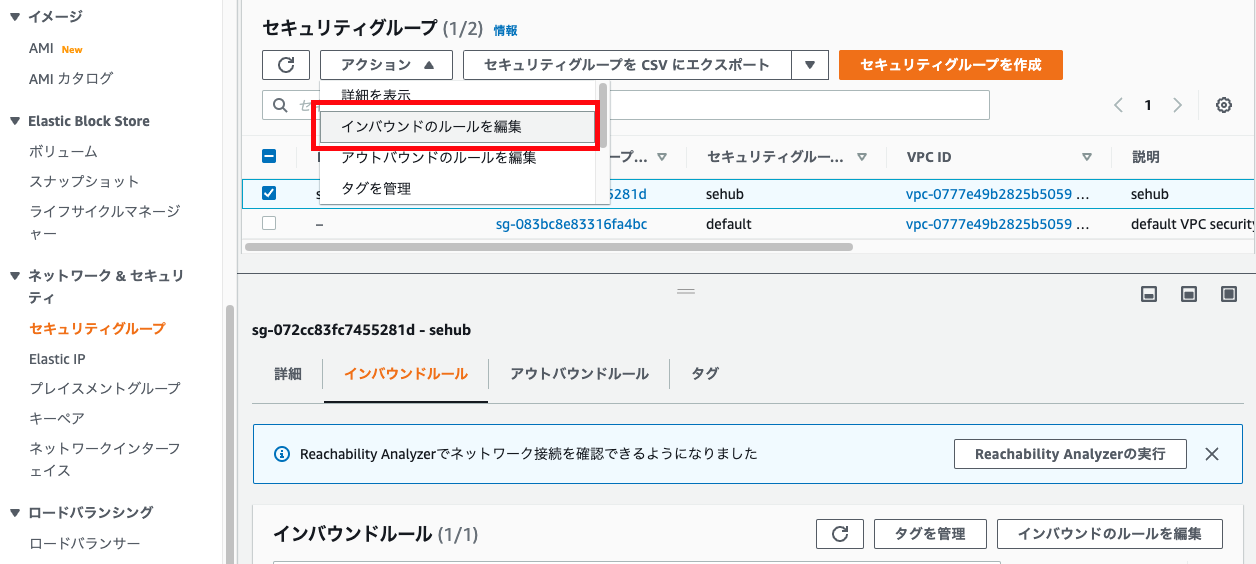 イメージ
AMI New
AMI カタログ
Elastic Block Store
ボリューム
スナップショット
ライフサイクルマネージ
ャー
ネットワーク & セキュリ
ティ
セキュリティグループ
Elastic IP
プレイスメントグループ
キーペア
ネットワークインターフ
ェイス
ロードバランシング
ロードバランサー
セキュリティグループ (1/2) 情報
アクション
セキュリティグループを CSV にエクスポート
セキュリティグループを作成
詳細を表示
インバウンドのルールを編集
アウトバウンドのルールを編集
タグを管理
1
ープ... セキュリティグルー... VPC ID 説明
5281d sehub vpc-0777e49b2825b5059 ... sehub
– sg-083bc8e83316fa4bc default vpc-0777e49b2825b5059 ... default VPC security
sg-072cc83fc7455281d - sehub
詳細 インバウンドルール アウトバウンドルール タグ
Reachability Analyzerでネットワーク接続を確認できるようになりました
Reachability Analyzerの実行
インバウンドルール (1/1)
タグを管理
インバウンドのルールを編集